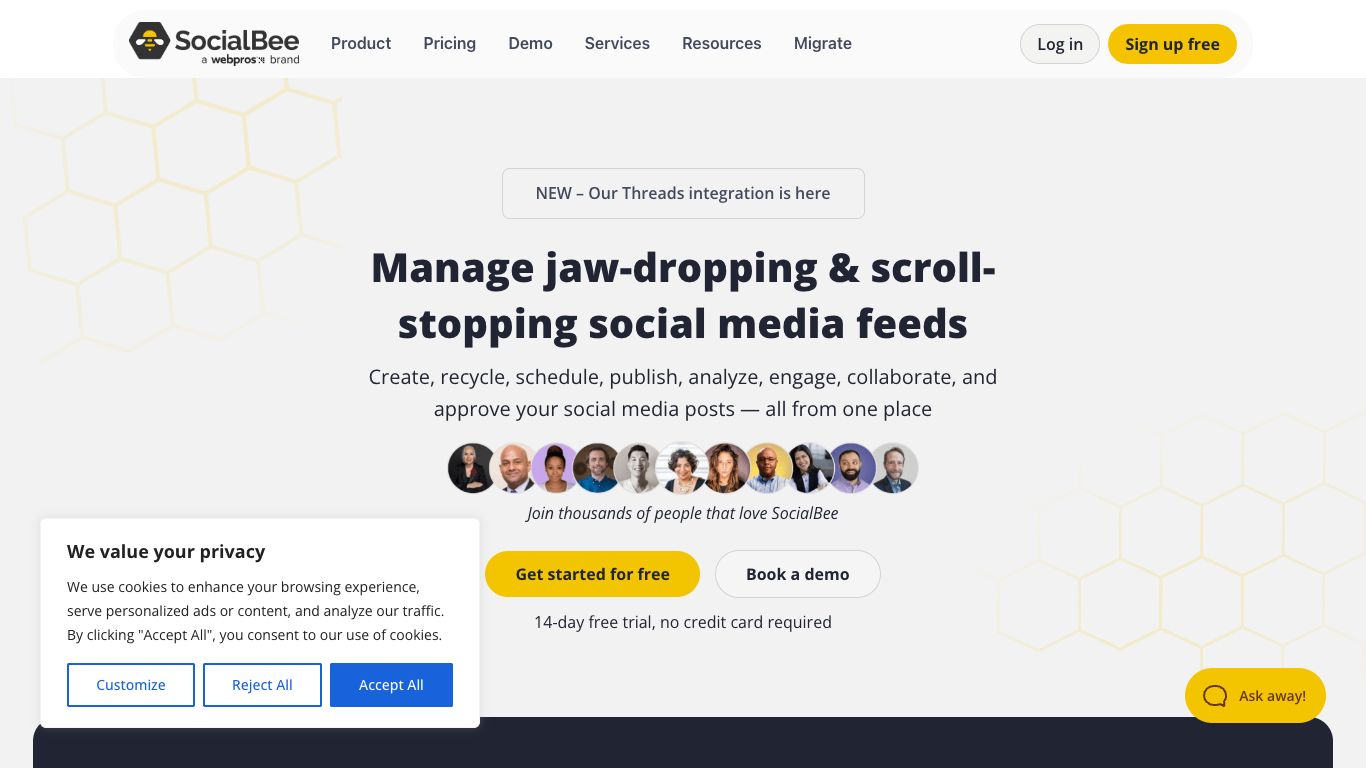 SocialBee
a webpros brand
Product
Pricing
Demo
Services
Resources
Migrate
Log in
Sign up free
NEW – Our Threads integration is here
Manage jaw-dropping & scroll-
stopping social media feeds
Create, recycle, schedule, publish, analyze, engage, collaborate, and
approve your social media posts — all from one place
Join thousands of people that love SocialBee
Get started for free
Book a demo
14-day free trial, no credit card required
We value your privacy
We use cookies to enhance your browsing experience,
serve personalized ads or content, and analyze our traffic.
By clicking "Accept All", you consent to our use of cookies.
Customize
Reject All
Accept All
Ask away!